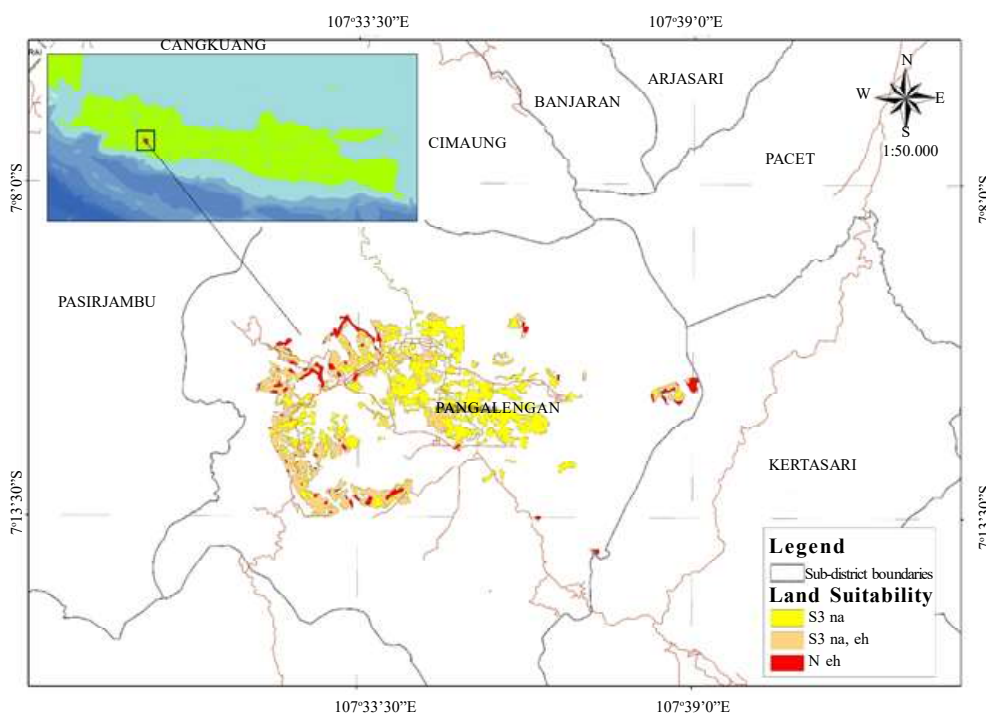 107°33'30"E
107°39'0"E
CANGKUANG
ARJASARI
BANJARAN
CIMAUNG
PACET
N
W
E
S
1:50.000
7°8'0"S
7°8'0"S
PASIRJAMBU
PANGALENGAN
KERTASARI
7°13'30"S
7°13'30"S
Legend
Sub-district boundaries
Land Suitability
S3 na
S3 na, eh
N eh
107°33'30"E
107°39'0"E